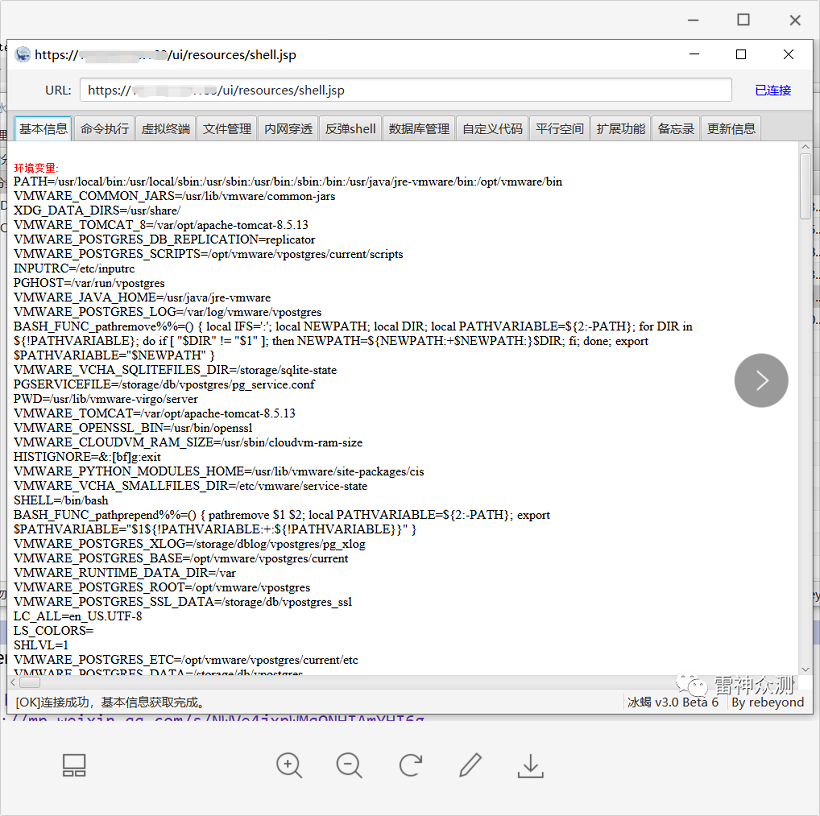 https:///ui/resources/shell.jsp
URL: https:///ui/resources/shell.jsp 已连接
基本信息 命令执行 虚拟终端 文件管理 内网穿透 反弹shell 数据库管理 自定义代码 平行空间 扩展功能 备忘录 更新信息
环境变量:
PATH=/usr/local/bin:/usr/local/sbin:/usr/sbin:/usr/bin:/sbin:/bin:/usr/java/jre-vmware/bin:/opt/vmware/bin
VMWARE_COMMON_JARS=/usr/lib/vmware/common-jars
XDG_DATA_DIRS=/usr/share/
VMWARE_TOMCAT_8=/var/opt/apache-tomcat-8.5.13
VMWARE_POSTGRES_DB_REPLICATION=replicator
VMWARE_POSTGRES_SCRIPTS=/opt/vmware/vpostgres/current/scripts
INPUTRC=/etc/inputrc
PGHOST=/var/run/vpostgres
VMWARE_JAVA_HOME=/usr/java/jre-vmware
VMWARE_POSTGRES_LOG=/var/log/vmware/vpostgres
BASH_FUNC_pathremove%%=() { local IFS=':'; local NEWPATH; local DIR; local PATHVARIABLE=${2:-PATH}; for DIR in
${!PATHVARIABLE}; do if [ "$DIR" != "$1" ]; then NEWPATH=${NEWPATH:+$NEWPATH:}$DIR; fi; done; export
$PATHVARIABLE="$NEWPATH" }
VMWARE_VCHA_SQLITEFILES_DIR=/storage/sqlite-state
PGSERVICEFILE=/storage/db/vpostgres/pg_service.conf
PWD=/usr/lib/vmware-virgo/server
VMWARE_TOMCAT=/var/opt/apache-tomcat-8.5.13
VMWARE_OPENSSL_BIN=/usr/bin/openssl
VMWARE_CLOUDVM_RAM_SIZE=/usr/sbin/cloudvm-ram-size
HISTIGNORE=&:[bf]g:exit
VMWARE_PYTHON_MODULES_HOME=/usr/lib/vmware/site-packages/cis
VMWARE_VCHA_SMALLFILES_DIR=/etc/vmware/service-state
SHELL=/bin/bash
BASH_FUNC_pathprepend%%=() { pathremove $1 $2; local PATHVARIABLE=${2:-PATH}; export
$PATHVARIABLE="$1${!PATHVARIABLE:+:${!PATHVARIABLE}}" }
VMWARE_POSTGRES_XLOG=/storage/dblog/vpostgres/pg_xlog
VMWARE_POSTGRES_BASE=/opt/vmware/vpostgres/current
VMWARE_RUNTIME_DATA_DIR=/var
VMWARE_POSTGRES_ROOT=/opt/vmware/vpostgres
VMWARE_POSTGRES_SSL_DATA=/storage/db/vpostgres_ssl
LC_ALL=en_US.UTF-8
LS_COLORS=
SHLVL=1
VMWARE_POSTGRES_ETC=/opt/vmware/vpostgres/current/etc
VMWARE_POSTGRES_DATA=/storage/db/vpostgres
雷神众测
[OK]连接成功，基本信息获取完成。 冰蝎 v3.0 Beta 6 By rebeyond